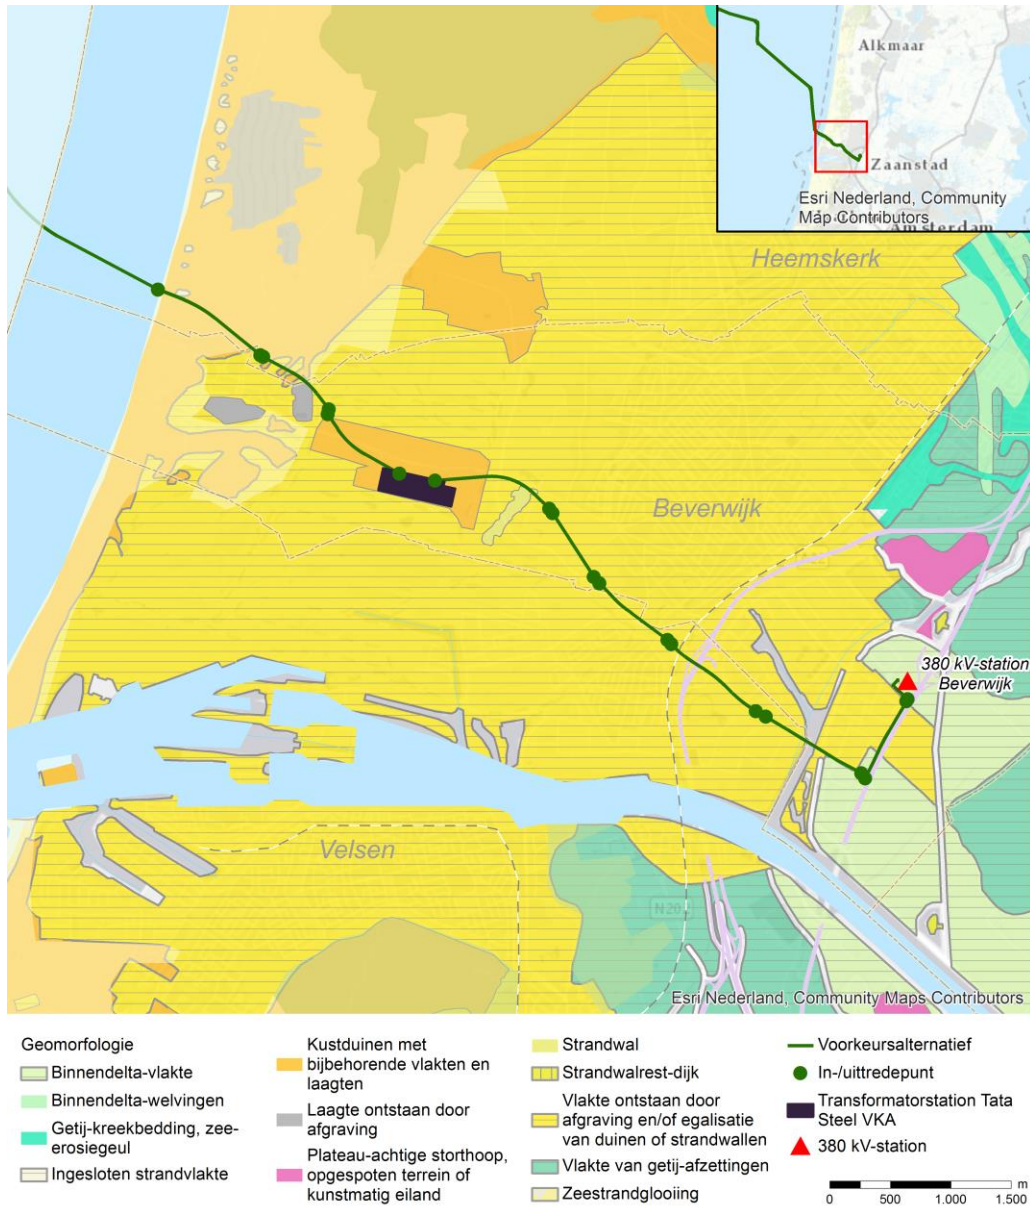 Alkmaar
Zaanstad
Esri Nederland, Community
Map Contributors
Amsterdam
Heemskerk
Beverwijk
380 kV-station
Beverwijk
Velsen
Esri Nederland, Community Maps Contributors
Geomorfologie
Binnendelta-vlakte
Binnendelta-welvingen
Getij-kreekbedding, zee-
erosiegeul
Ingesloten strandvlakte
Kustduinen met
bijbehorende vlakten en
laagten
Laagte ontstaan door
afgraving
Plateau-achtige storthoop,
opgespoten terrein of
kunstmatig eiland
Strandwal
Strandwalrest-dijk
Vlakte ontstaan door
afgraving en/of egalisatie
van duinen of strandwallen
Vlakte van getij-afzettingen
Zeestrandglooiing
Voorkeursalternatief
In-/uittredepunt
Transformatorstation Tata
Steel VKA
380 kV-station
m
0 500 1.000 1.500